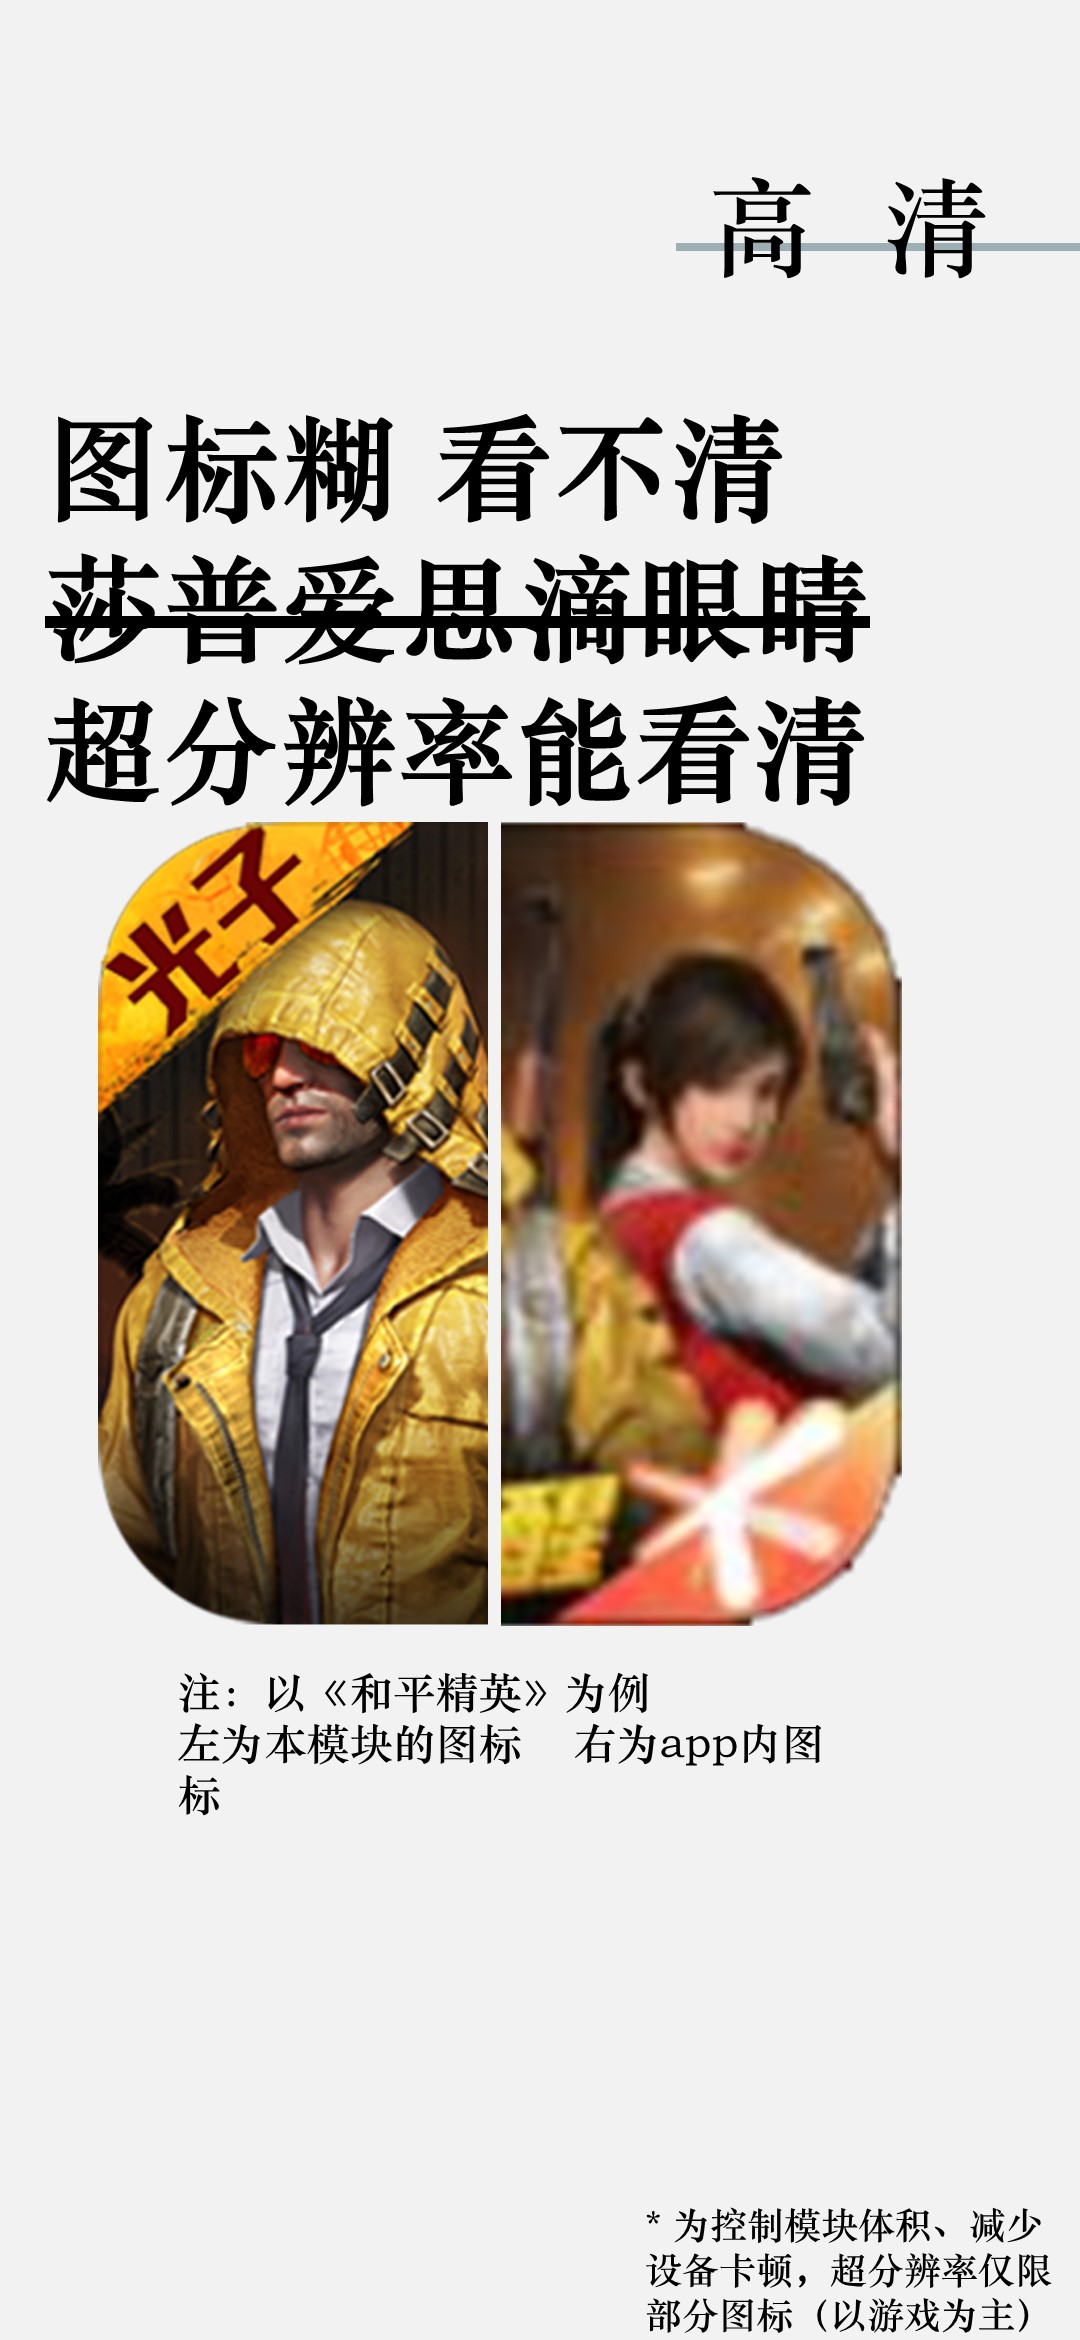 高 清
图标糊 看不清
莎普爱思滴眼睛
超分辨率能看清
光子
注：以《和平精英》为例
左为本模块的图标 右为app内图
标
* 为控制模块体积、减少
设备卡顿，超分辨率仅限
部分图标（以游戏为主）